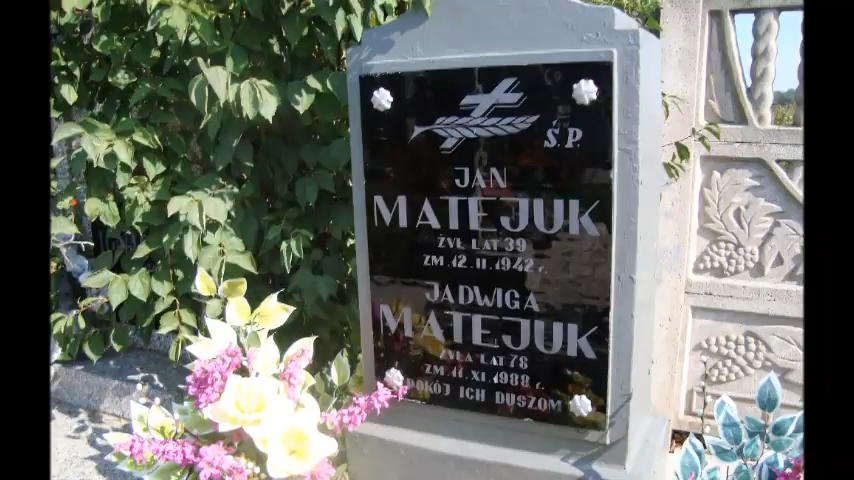 Ś.P.
JAN
MATEJUK
ŻYŁ LAT 39
ZM. 12.II.1942 r.
JADWIGA
MATEJUK
ŻYŁA LAT 78
ZM. 11.XI.1988 R.
POKÓJ ICH DUSZOM